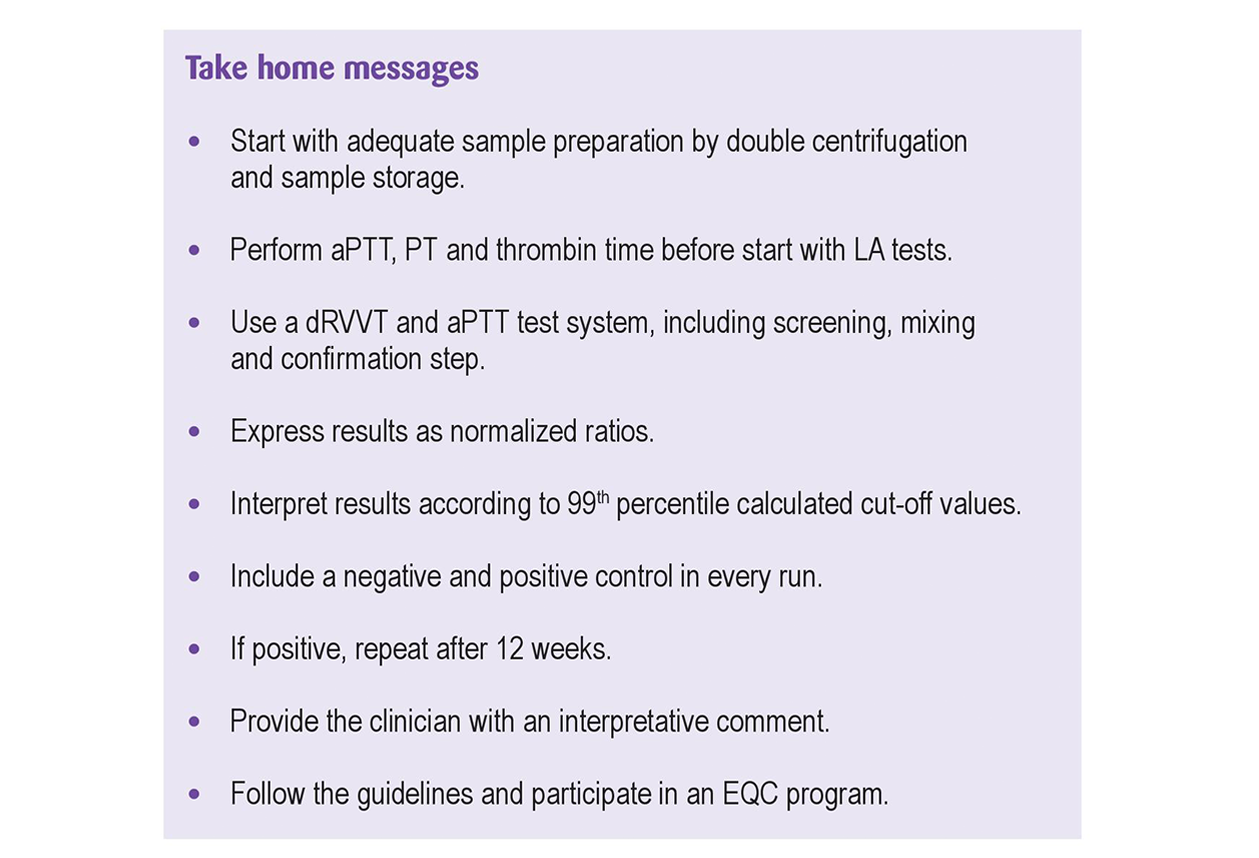 Take home messages
• Start with adequate sample preparation by double centrifugation
and sample storage.
• Perform aPTT, PT and thrombin time before start with LA tests.
• Use a dRVVT and aPTT test system, including screening, mixing
and confirmation step.
• Express results as normalized ratios.
• Interpret results according to 99th percentile calculated cut-off values.
• Include a negative and positive control in every run.
• If positive, repeat after 12 weeks.
• Provide the clinician with an interpretative comment.
• Follow the guidelines and participate in an EQC program.